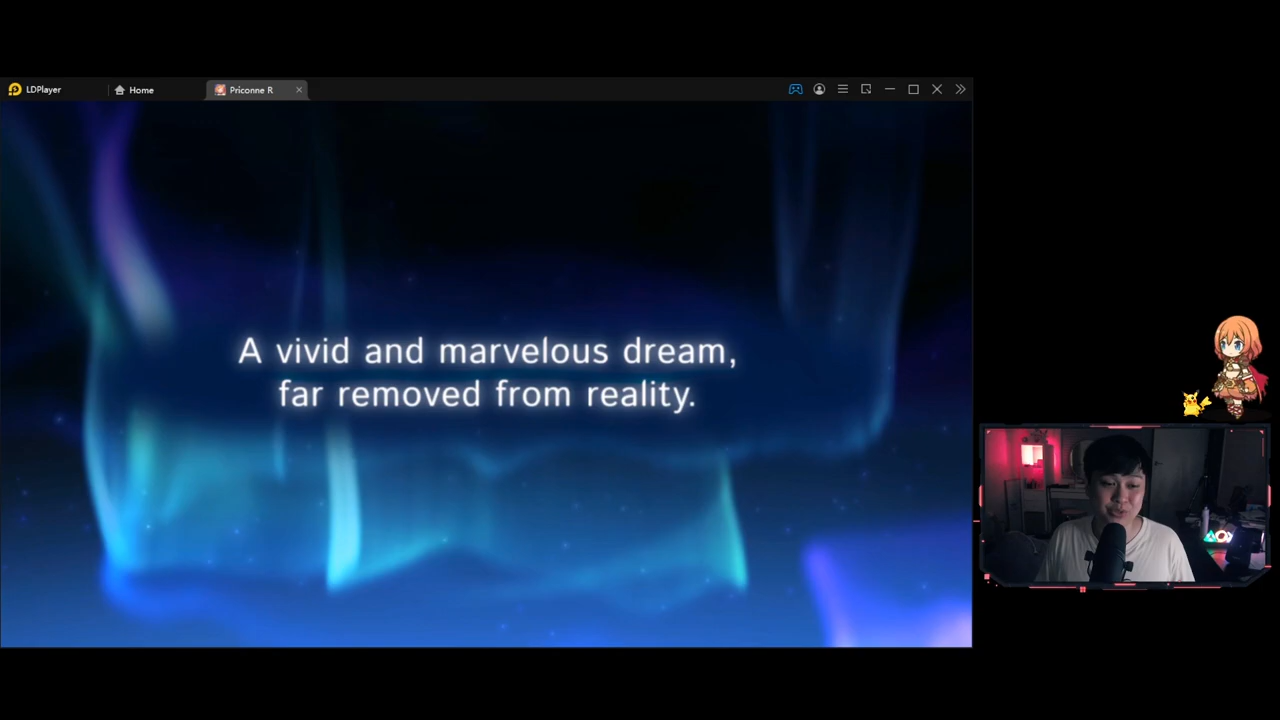 LDPlayer
Home
Priconne R
A vivid and marvelous dream,
far removed from reality.